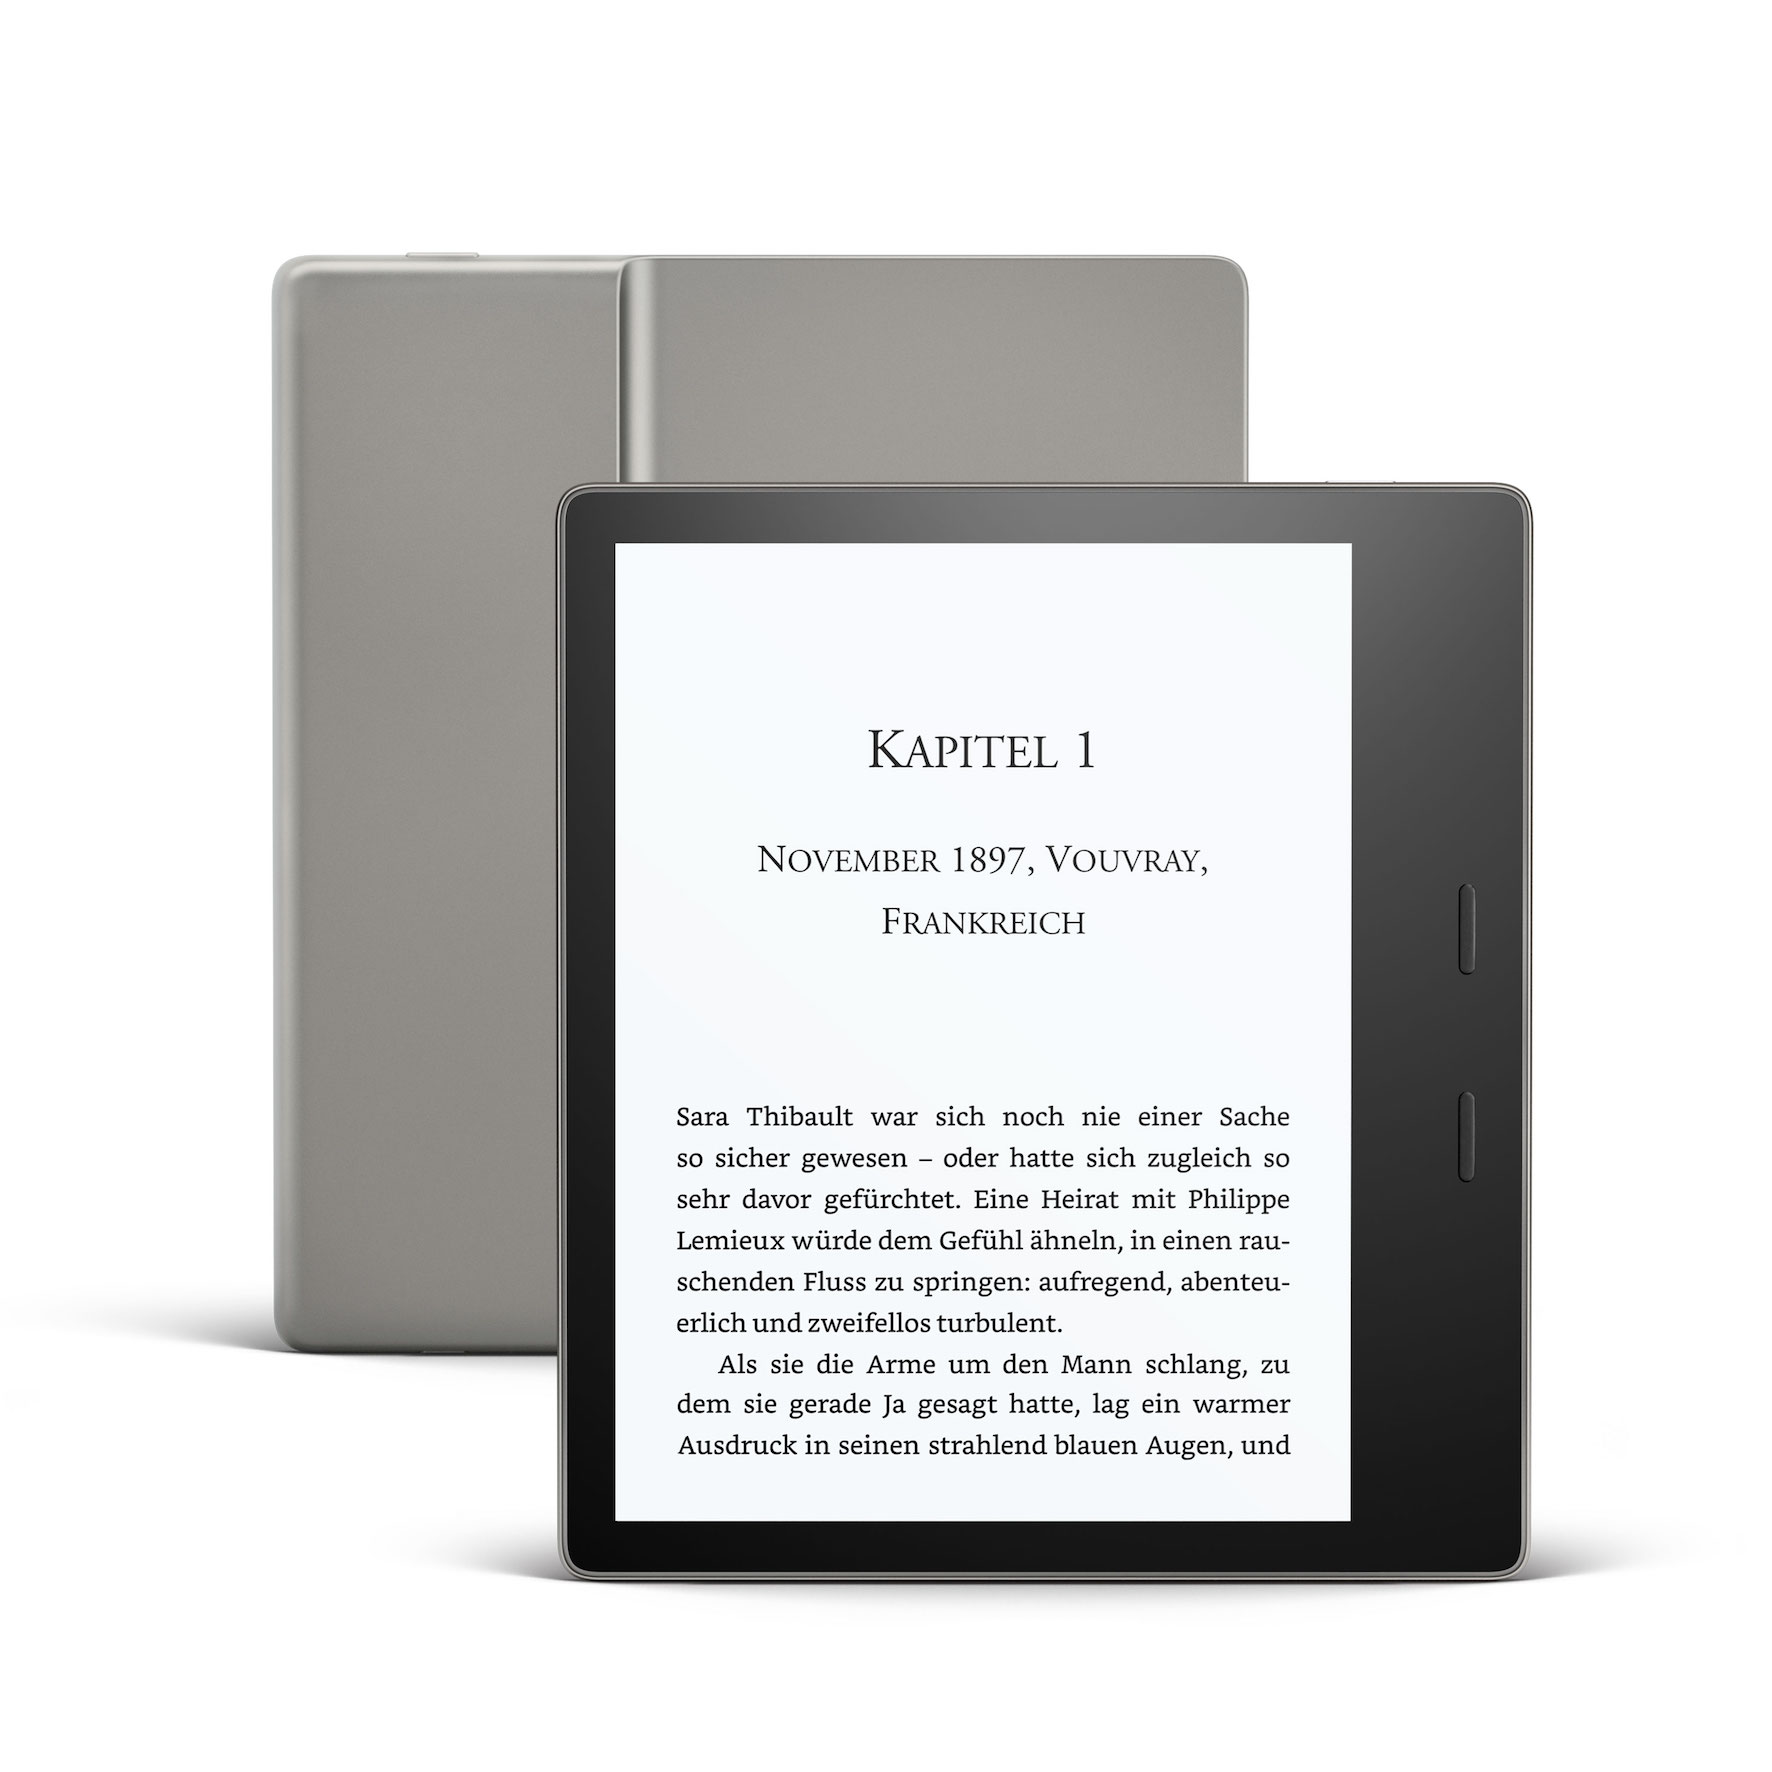 Kapitel 1
November 1897, Vouvray,
Frankreich
Sara Thibault war sich noch nie einer Sache
so sicher gewesen – oder hatte sich zugleich so
sehr davor gefürchtet. Eine Heirat mit Philippe
Lemieux würde dem Gefühl ähneln, in einen rau-
schenden Fluss zu springen: aufregend, abenteu-
erlich und zweifellos turbulent.
Als sie die Arme um den Mann schlang, zu
dem sie gerade Ja gesagt hatte, lag ein warmer
Ausdruck in seinen strahlend blauen Augen, und